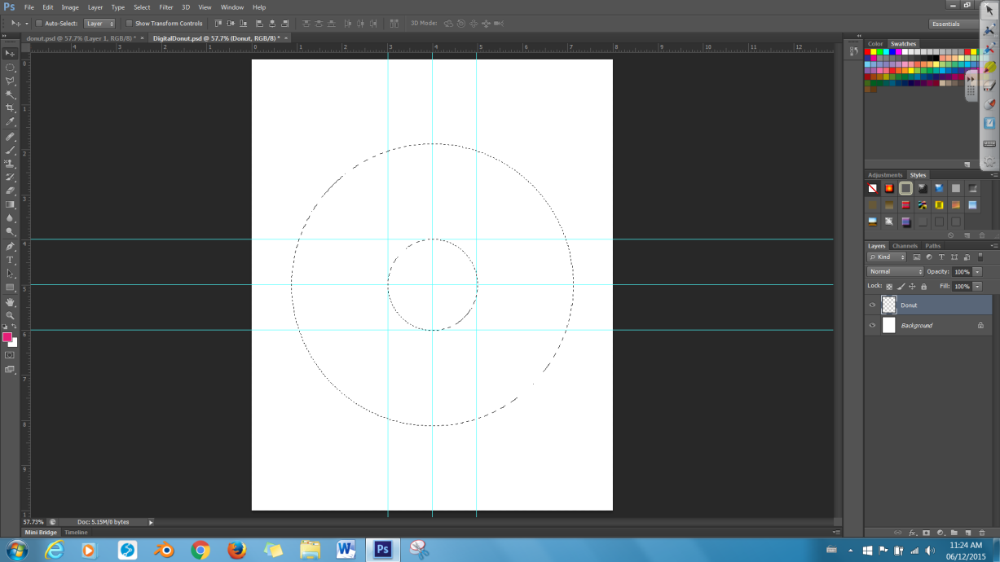 Ps File Edit Image Layer Type Select Filter 3D View Window Help
Auto-Select: Layer Show Transform Controls 3D Mode: Essentials
donut.psd @ 57.7% (Layer 1, RGB/8) * × DigitalDonut.psd @ 57.7% (Donut, RGB/8) * ×
4 3 2 1 0 1 2 3 4 5 6 7 8 9 10 11 12
Color Swatches
0
1
2
3
4
5
6
7
8
9
1
Adjustments Styles
Layers Channels Paths
Kind
Normal Opacity: 100%
Lock: Fill: 100%
Donut
Background
57.73% Doc: 5.15M/0 bytes
Mini Bridge Timeline
Ps
11:24 AM
06/12/2015